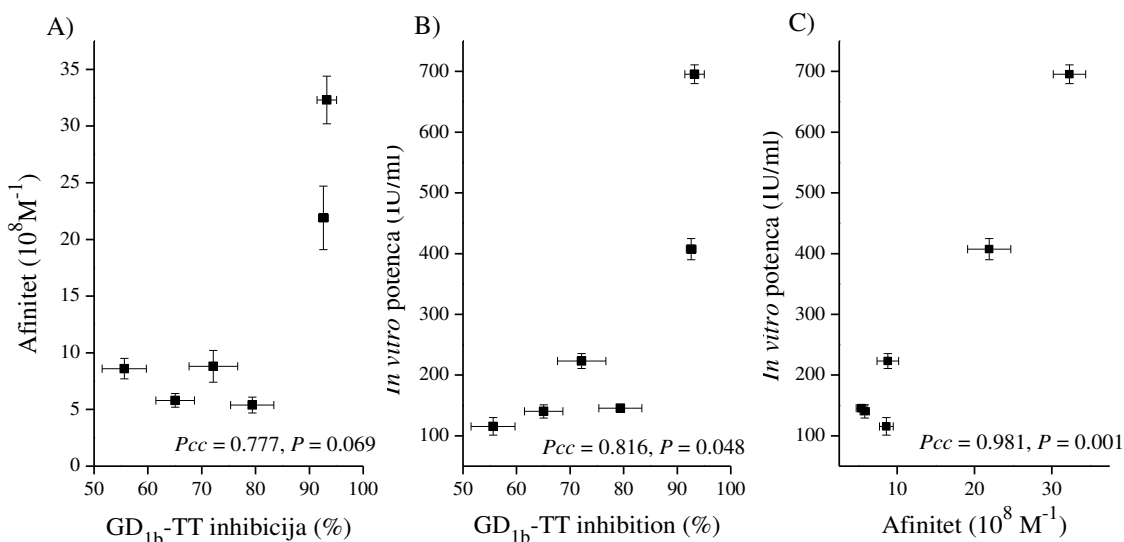 A)
35
30
25
20
15
10
5
0
Afinitet (10⁸M⁻¹)
Pcc = 0.777, P = 0.069
50 60 70 80 90 100
GD₁b-TT inhibicija (%)
B)
700
600
500
400
300
200
100
In vitro potenca (IU/ml)
Pcc = 0.816, P = 0.048
50 60 70 80 90 100
GD₁b-TT inhibition (%)
C)
700
600
500
400
300
200
100
In vitro potenca (IU/ml)
Pcc = 0.981, P = 0.001
10 20 30
Afinitet (10⁸ M⁻¹)